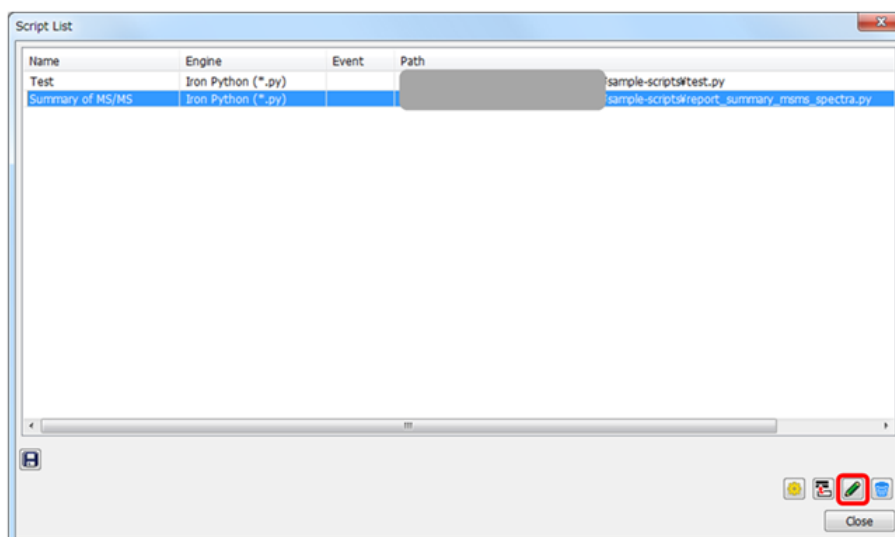 Script List
Name Engine Event Path
Test Iron Python (*.py) sample-scripts¥test.py
Summary of MS/MS Iron Python (*.py) sample-scripts¥report_summary_msms_spectra.py
Close